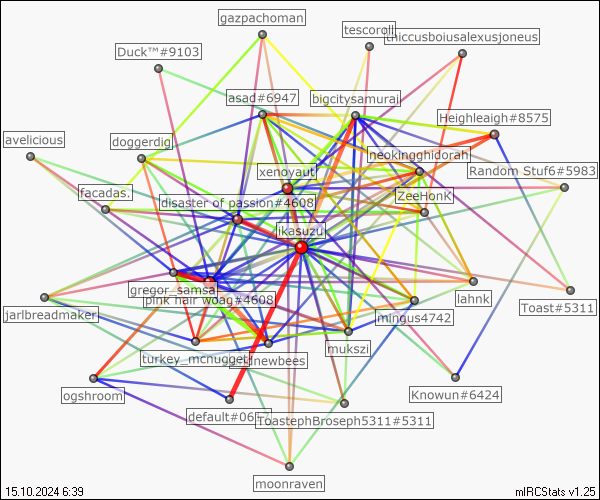 gazpachoman
tescoroll
thiccusboiusalexusjoneus
Duck™#9103
asad#6947
bigcitysamurai
Heighleaigh#8575
avelicious
doggerdig
neokingghidorah
xenoyaut
Random Stuf6#5983
facadas.
disaster of passion#4608
ZeeHonK
ikasuzu
gregor_samsa
pink hair woag#4608
lahnk
Toast#5311
jarlbreadmaker
mingus4742
turkey_mcnugget
newbees
mukszi
ogshroom
Knowun#6424
default#06
ToastephBroseph5311#5311
moonraven
15.10.2024 6:39
mIRCStats v1.25